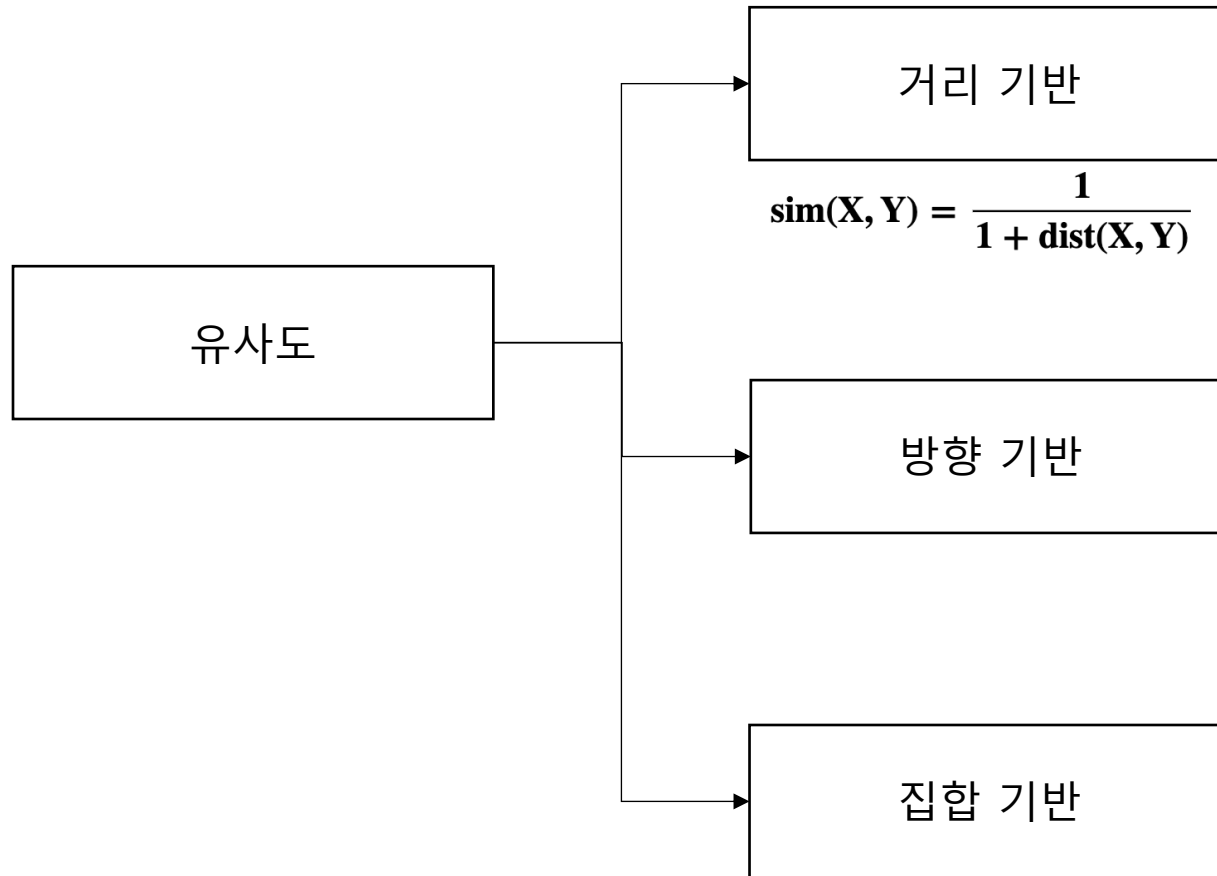 거리 기반
sim(X, Y) = 1 / (1 + dist(X, Y))
유사도
방향 기반
집합 기반